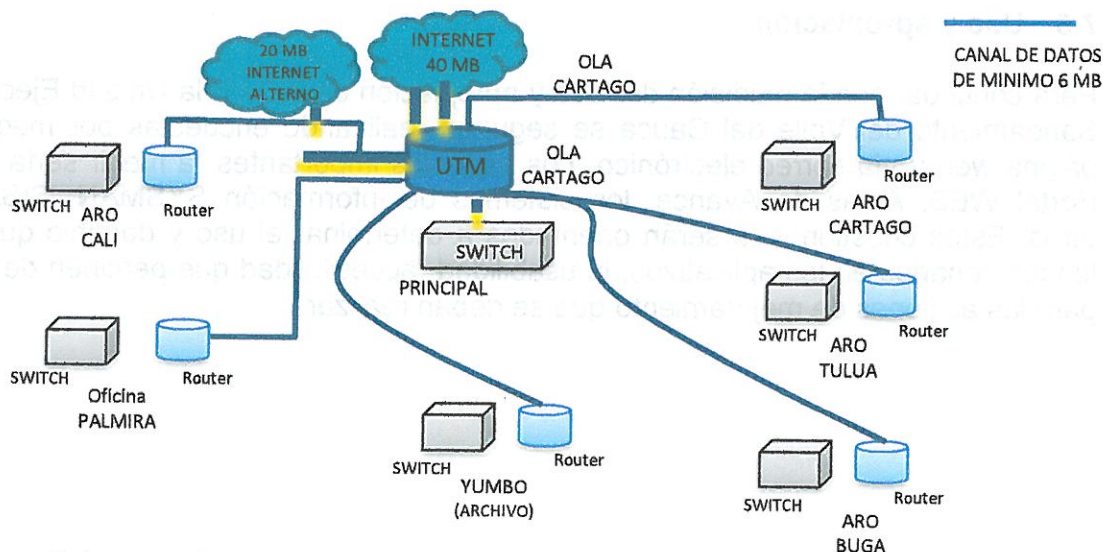 20 MB
INTERNET
ALTERNO
INTERNET
40 MB
OLA
CARTAGO
CANAL DE DATOS
DE MINIMO 6 MB
UTM
OLA
CARTAGO
SWITCH
ARO
CALI
Router
SWITCH
PRINCIPAL
SWITCH
ARO
CARTAGO
Router
SWITCH
Oficina
PALMIRA
Router
SWITCH
ARO
TULUA
Router
SWITCH
YUMBO
(ARCHIVO)
Router
SWITCH
ARO
BUGA
Router